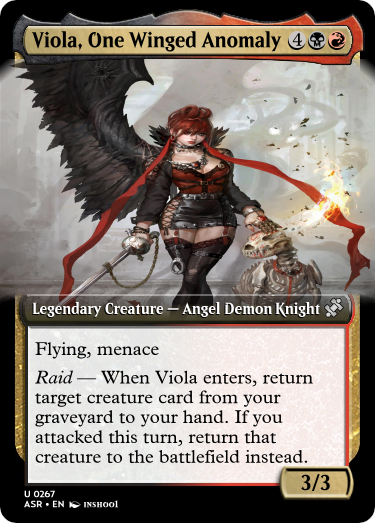 Viola, One Winged Anomaly 4
Legendary Creature — Angel Demon Knight
Flying, menace
Raid — When Viola enters, return
target creature card from your
graveyard to your hand. If you
attacked this turn, return that
creature to the battlefield instead.
3/3
U 0267
ASR • EN INSHOOL